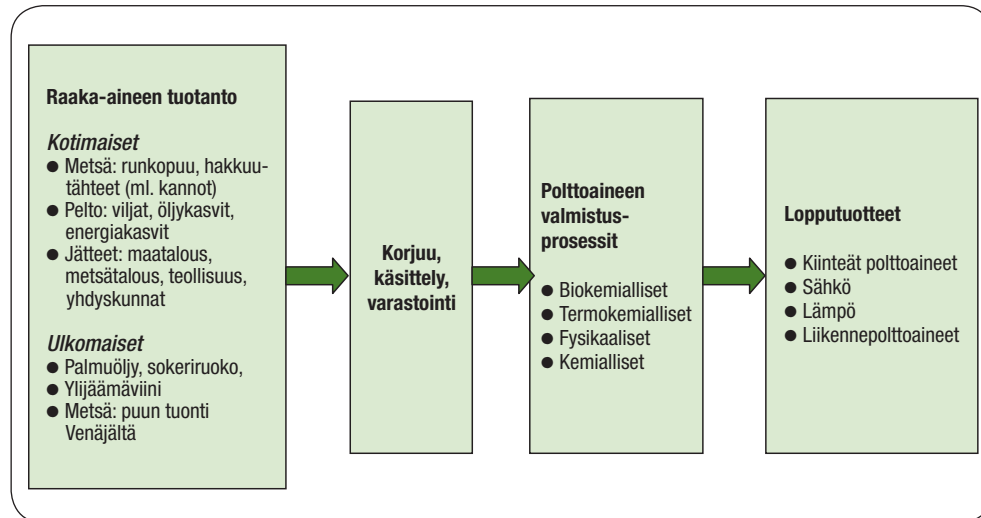 Raaka-aineen tuotanto
Kotimaiset
● Metsä: runkopuu, hakkuu-
tähteet (ml. kannot)
● Pelto: viljat, öljykasvit,
energiakasvit
● Jätteet: maatalous,
metsätalous, teollisuus,
yhdyskunnat
Ulkomaiset
● Palmuöljy, sokeriruoko,
● Ylijäämäviini
● Metsä: puun tuonti
Venäjältä
Korjuu,
käsittely,
varastointi
Polttoaineen
valmistus-
prosessit
● Biokemialliset
● Termokemialliset
● Fysikaaliset
● Kemialliset
Lopputuotteet
● Kiinteät polttoaineet
● Sähkö
● Lämpö
● Liikennepolttoaineet